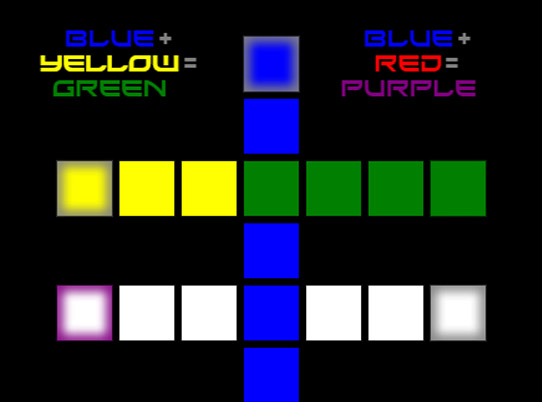 BLUE+
YELLOW=
GREEN
BLUE+
RED=
PURPLE